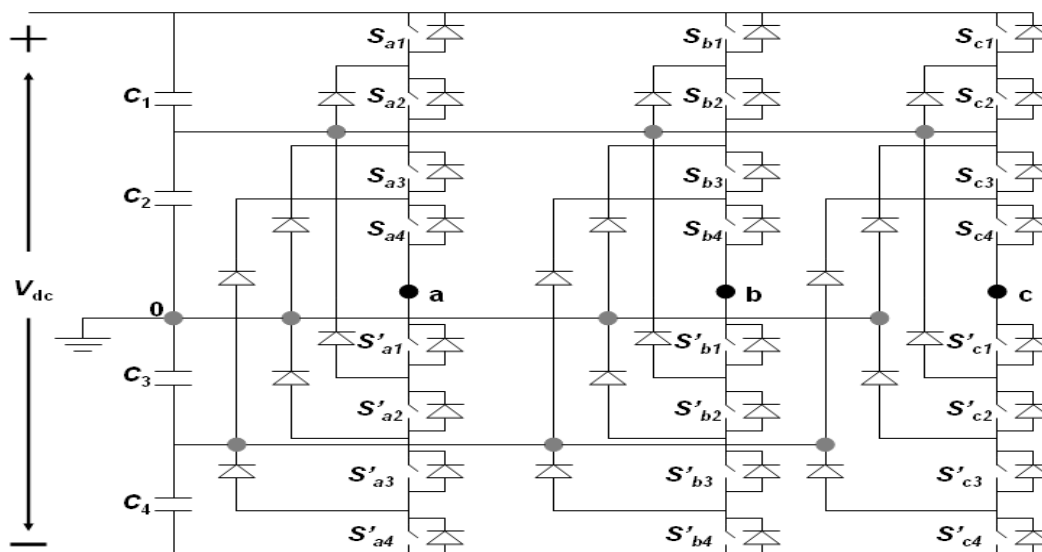 +
S_a1 S_b1 S_c1
C_1 S_a2 S_b2 S_c2
S_a3 S_b3 S_c3
C_2
S_a4 S_b4 S_c4
V_dc
a b c
0
S'_a1 S'_b1 S'_c1
C_3
S'_a2 S'_b2 S'_c2
S'_a3 S'_b3 S'_c3
C_4
S'_a4 S'_b4 S'_c4
−